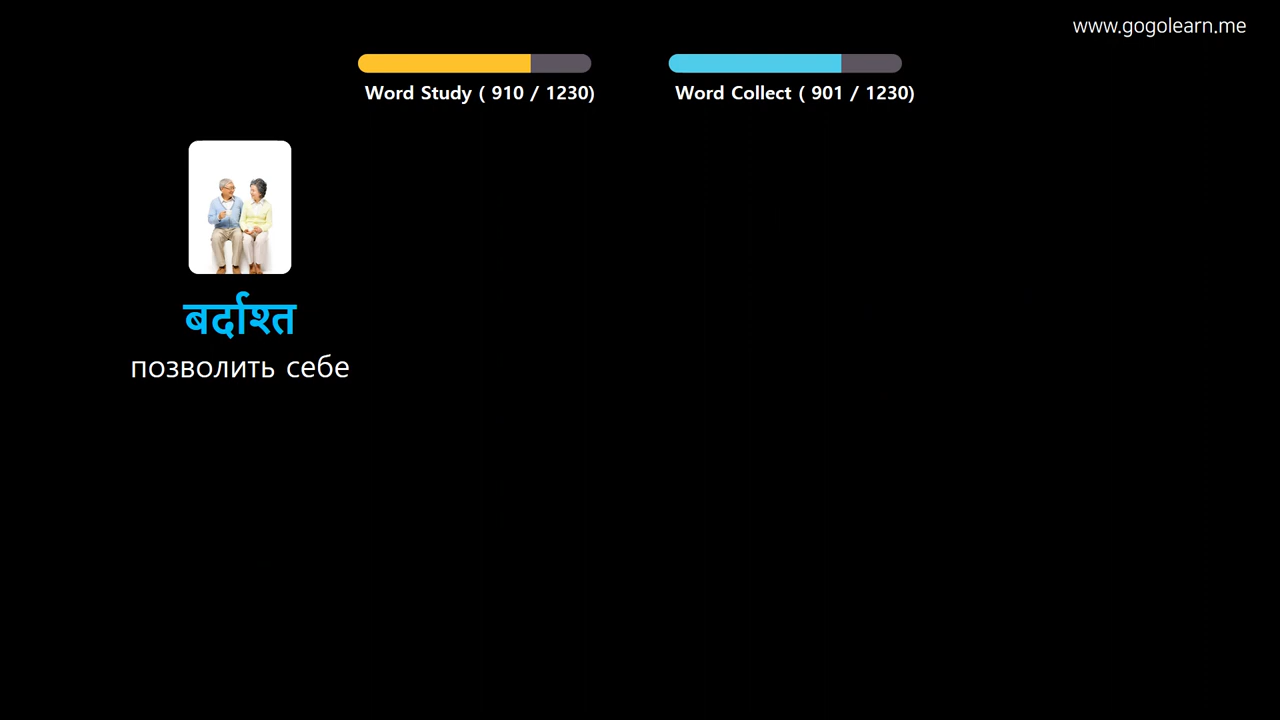 www.gogolearn.me
Word Study ( 910 / 1230)
Word Collect ( 901 / 1230)
बर्दाश्त
позволить себе